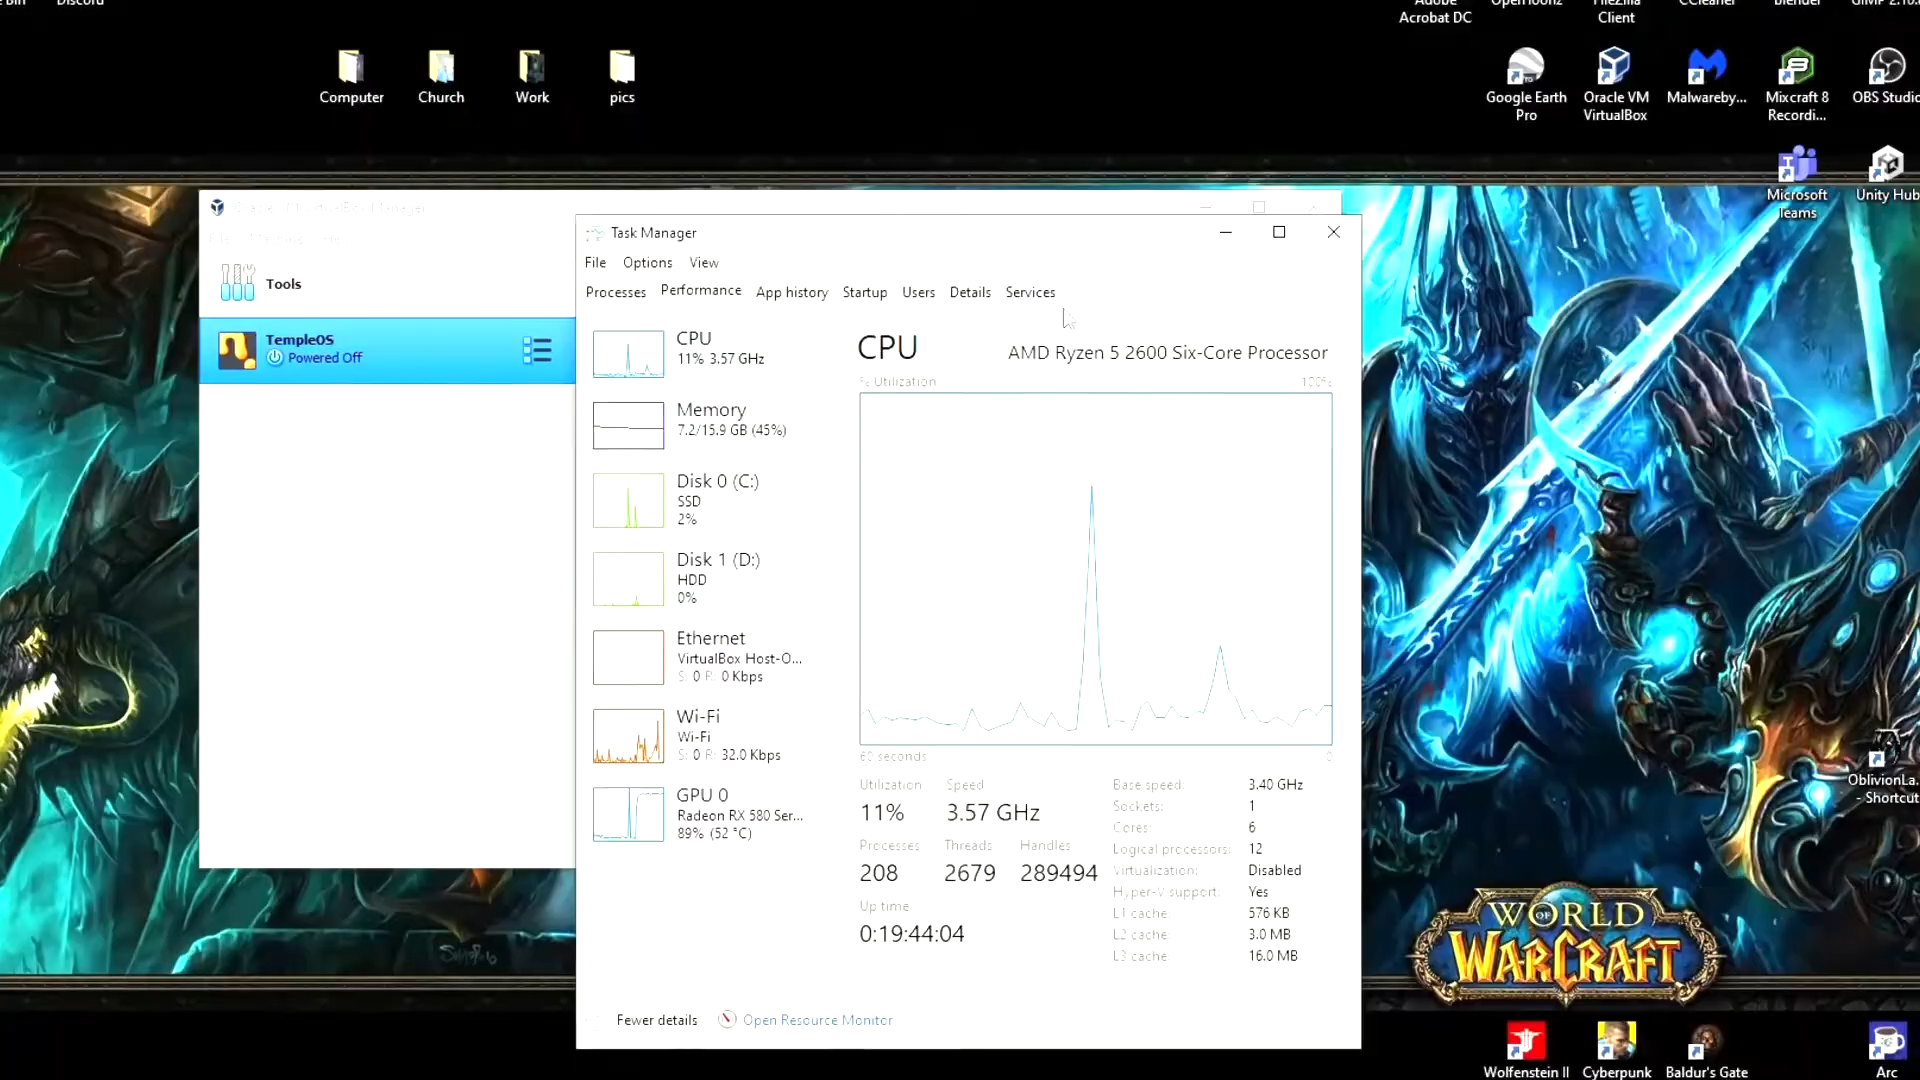 Discord
Adobe
Acrobat DC
OpenToonz
FileZilla
Client
CCleaner
Blender
Computer
Church
Work
pics
Google Earth
Pro
Oracle VM
VirtualBox
Malwareby...
Mixcraft 8
Recordi...
OBS Studio
Microsoft
Teams
Unity Hub
Tools
TempleOS
Powered Off
Task Manager
File Options View
Processes Performance App history Startup Users Details Services
CPU
11% 3.57 GHz
Memory
7.2/15.9 GB (45%)
Disk 0 (C:)
SSD
2%
Disk 1 (D:)
HDD
0%
Ethernet
VirtualBox Host-O...
S: 0 R: 0 Kbps
Wi-Fi
Wi-Fi
S: 0 R: 32.0 Kbps
GPU 0
Radeon RX 580 Ser...
89% (52 °C)
CPU
AMD Ryzen 5 2600 Six-Core Processor
% Utilization 100%
60 seconds 0
Utilization Speed
11% 3.57 GHz
Processes Threads Handles
208 2679 289494
Up time
0:19:44:04
Base speed: 3.40 GHz
Sockets: 1
Cores: 6
Logical processors: 12
Virtualization: Disabled
Hyper-V support: Yes
L1 cache: 576 KB
L2 cache: 3.0 MB
L3 cache: 16.0 MB
Fewer details
Open Resource Monitor
OblivionLa...
- Shortcut
WORLD
OF
WARCRAFT
Wolfenstein II
Cyberpunk
Baldur's Gate
Arc